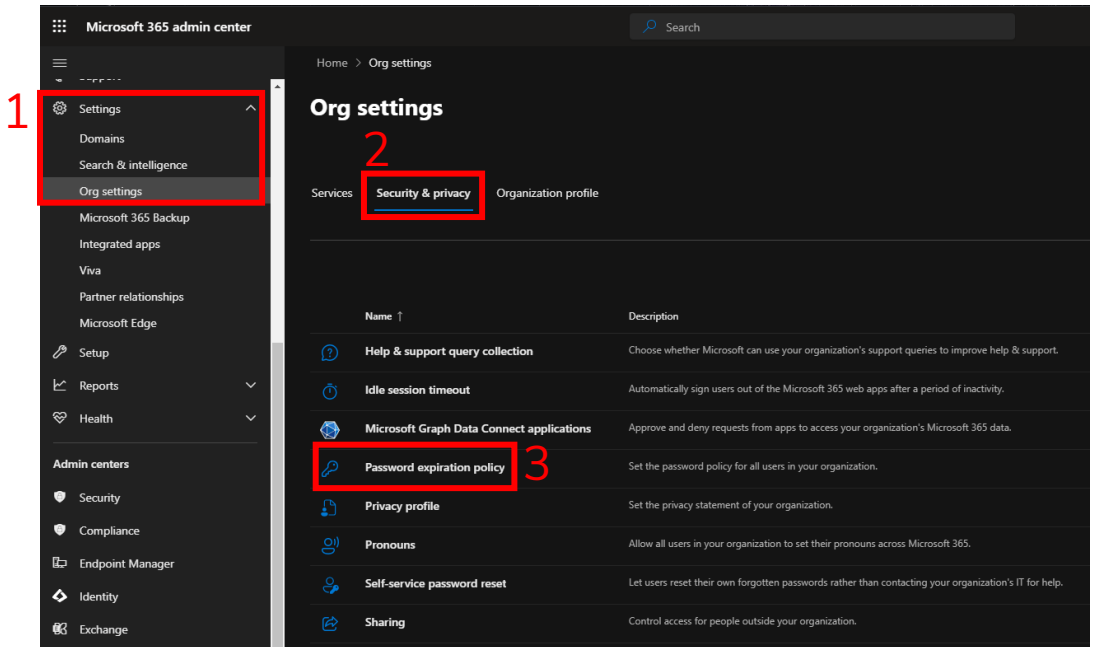 Microsoft 365 admin center
Search
Home > Org settings
Support
1
Settings
Domains
Search & intelligence
Org settings
Microsoft 365 Backup
Integrated apps
Viva
Partner relationships
Microsoft Edge
Setup
Reports
Health
Admin centers
Security
Compliance
Endpoint Manager
Identity
Exchange
Org settings
2
Services Security & privacy Organization profile
Name ↑ Description
Help & support query collection Choose whether Microsoft can use your organization's support queries to improve help & support.
Idle session timeout Automatically sign users out of the Microsoft 365 web apps after a period of inactivity.
Microsoft Graph Data Connect applications Approve and deny requests from apps to access your organization's Microsoft 365 data.
Password expiration policy 3 Set the password policy for all users in your organization.
Privacy profile Set the privacy statement of your organization.
Pronouns Allow all users in your organization to set their pronouns across Microsoft 365.
Self-service password reset Let users reset their own forgotten passwords rather than contacting your organization's IT for help.
Sharing Control access for people outside your organization.